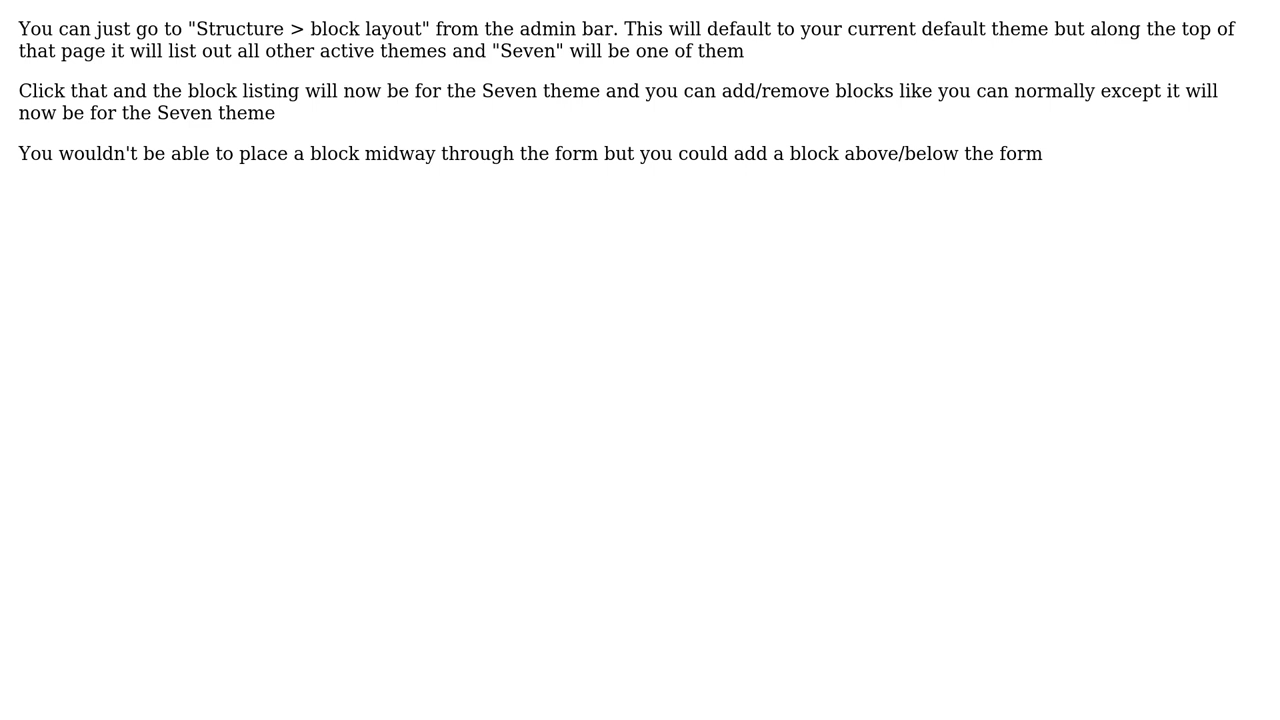 You can just go to "Structure > block layout" from the admin bar. This will default to your current default theme but along the top of
that page it will list out all other active themes and "Seven" will be one of them
Click that and the block listing will now be for the Seven theme and you can add/remove blocks like you can normally except it will
now be for the Seven theme
You wouldn't be able to place a block midway through the form but you could add a block above/below the form